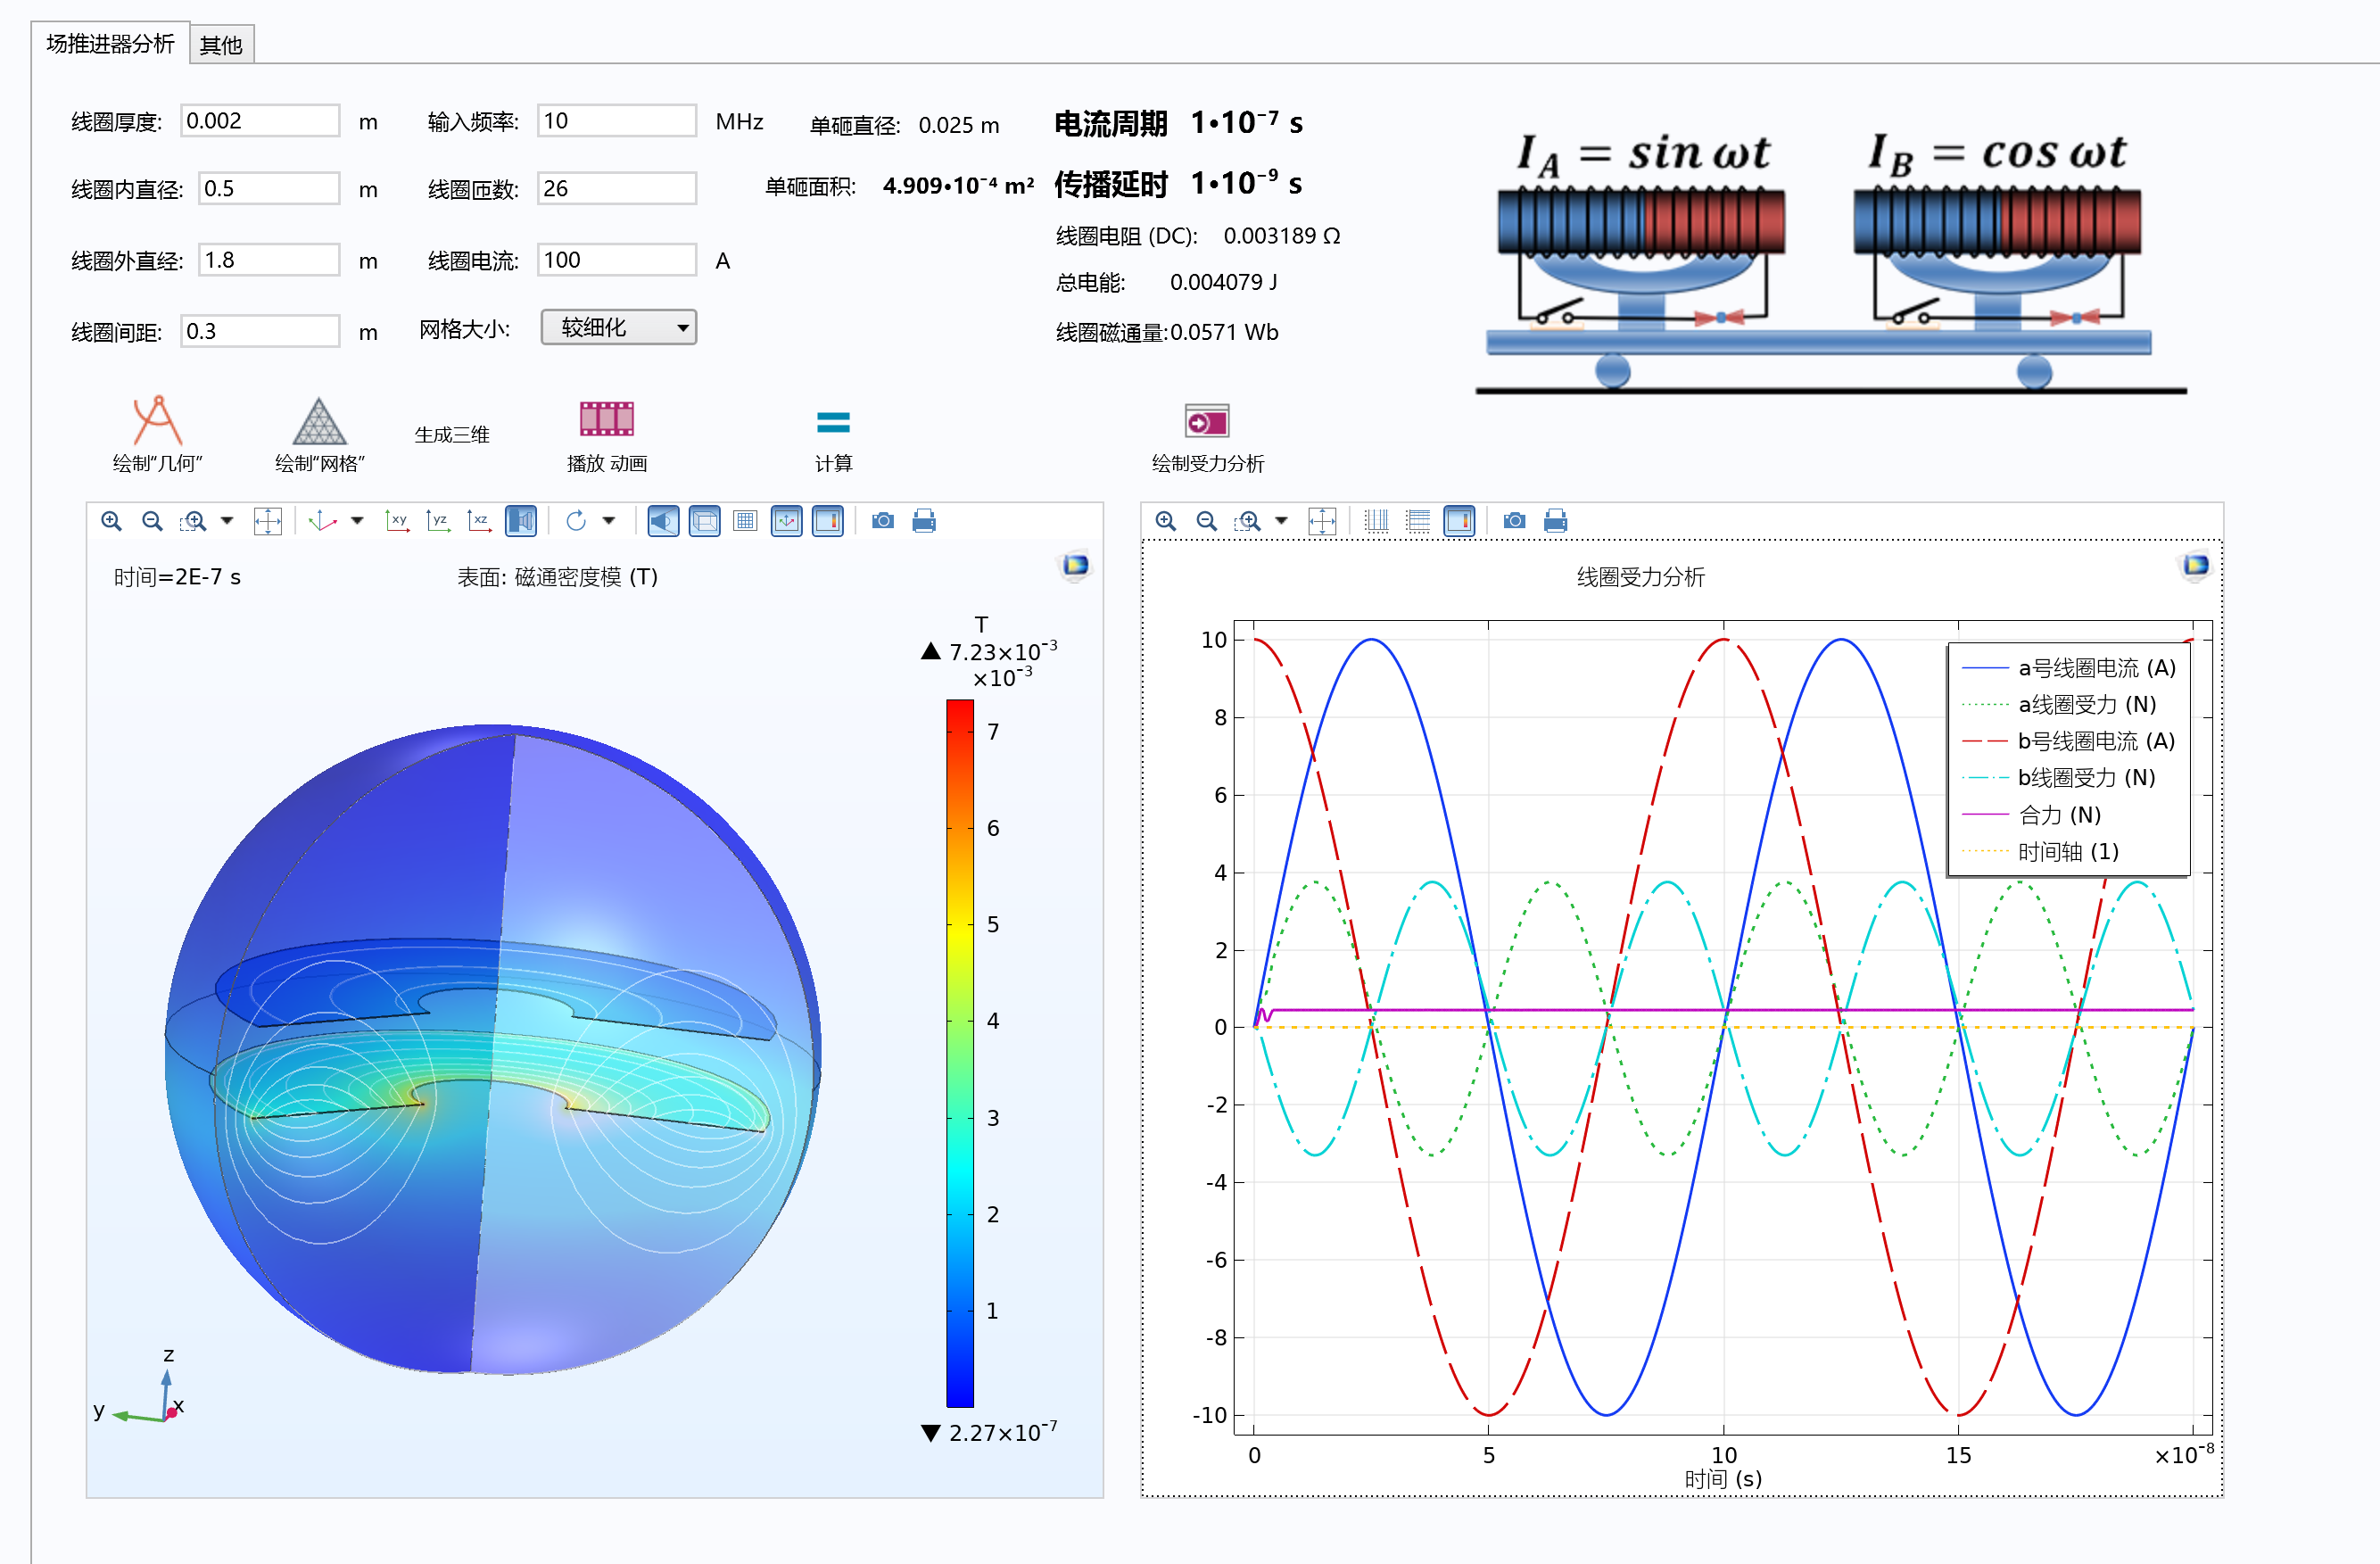 场推进器分析 其他
线圈厚度: 0.002 m 输入频率: 10 MHz 单砸直径: 0.025 m 电流周期 1•10⁻⁷ s
线圈内直径: 0.5 m 线圈匝数: 26 单砸面积: 4.909•10⁻⁴ m² 传播延时 1•10⁻⁹ s
线圈电阻 (DC): 0.003189 Ω
线圈外直径: 1.8 m 线圈电流: 100 A
总电能: 0.004079 J
线圈间距: 0.3 m 网格大小: 较细化 线圈磁通量: 0.0571 Wb
I_A = sin ωt I_B = cos ωt
绘制“几何” 绘制“网格” 生成三维 播放 动画 计算 绘制受力分析
xy yz xz
时间=2E-7 s 表面: 磁通密度模 (T)
T
▲ 7.23×10⁻³
×10⁻³
7
6
5
4
3
2
1
▼ 2.27×10⁻⁷
z
y x
线圈受力分析
10
8
6
4
2
0
-2
-4
-6
-8
-10
a号线圈电流 (A)
a线圈受力 (N)
b号线圈电流 (A)
b线圈受力 (N)
合力 (N)
时间轴 (1)
0 5 10 15 ×10⁻⁸
时间 (s)